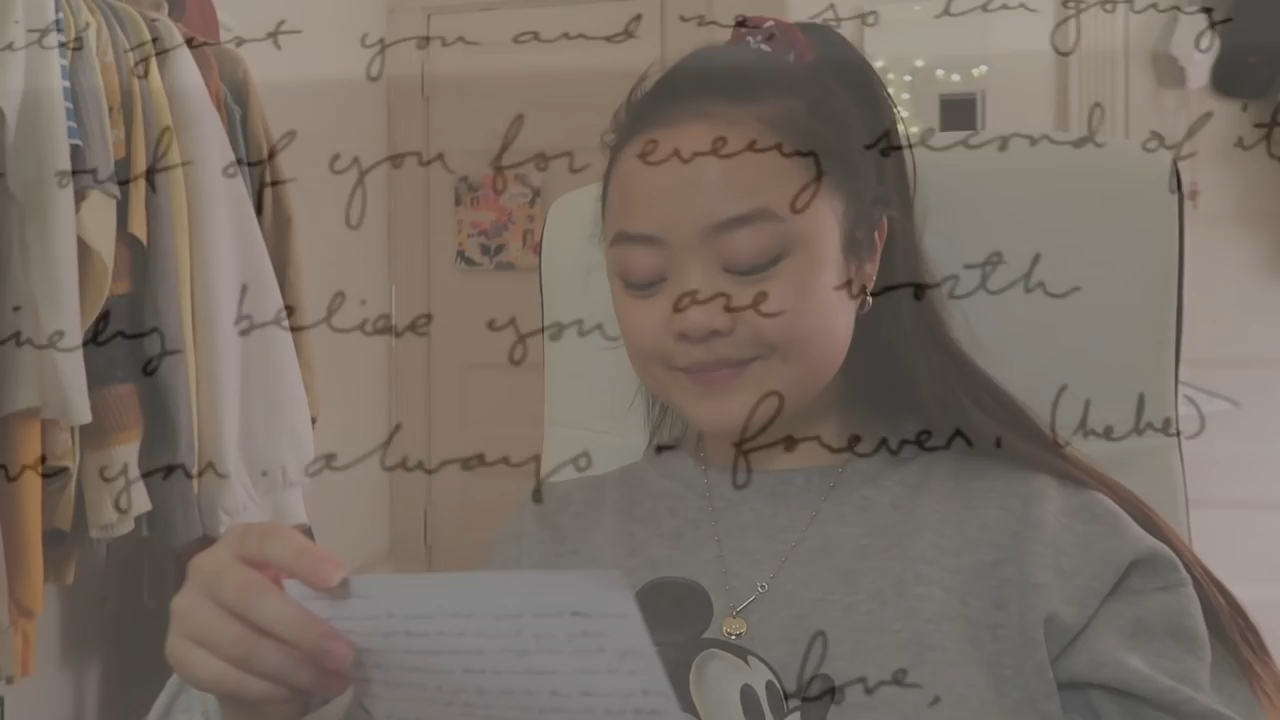 its just you and me so i'm going
out of you for every second of it
believe you are worth
you. always - forever. (hehe)
love,